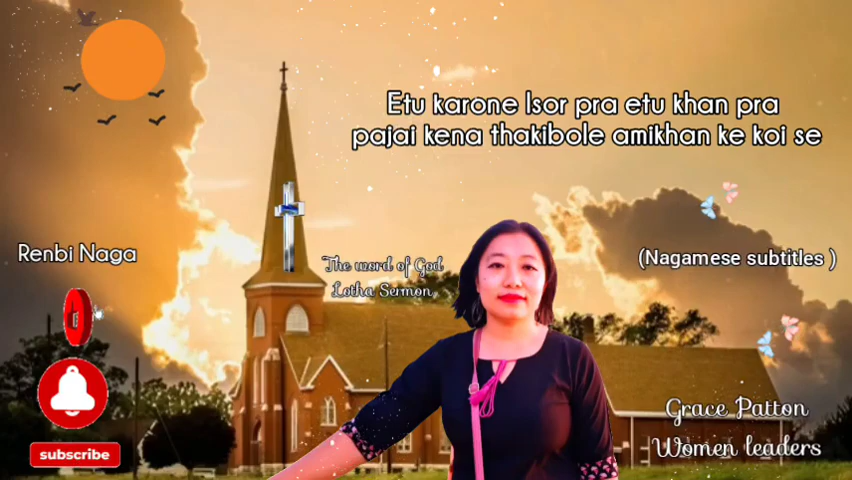 Etu karone Isor pra etu khan pra
pajai kena thakibole amikhan ke koi se
Renbi Naga
The word of God
Lotha Sermon
(Nagamese subtitles )
subscribe
Grace Patton
Women leaders